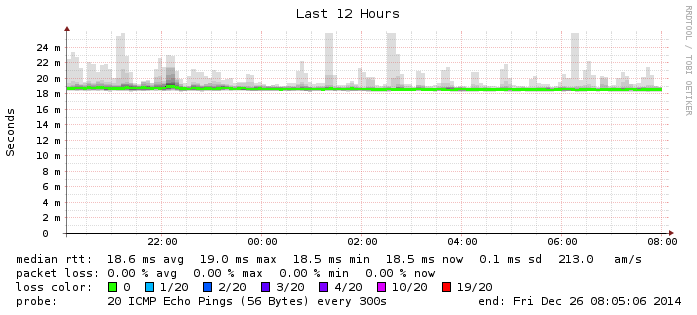 Last 12 Hours
RRDTOOL / TOBI OETIKER
Seconds
24 m
22 m
20 m
18 m
16 m
14 m
12 m
10 m
8 m
6 m
4 m
2 m
0
22:00 00:00 02:00 04:00 06:00 08:00
median rtt: 18.6 ms avg 19.0 ms max 18.5 ms min 18.5 ms now 0.1 ms sd 213.0 am/s
packet loss: 0.00 % avg 0.00 % max 0.00 % min 0.00 % now
loss color: 0 1/20 2/20 3/20 4/20 10/20 19/20
probe: 20 ICMP Echo Pings (56 Bytes) every 300s end: Fri Dec 26 08:05:06 2014